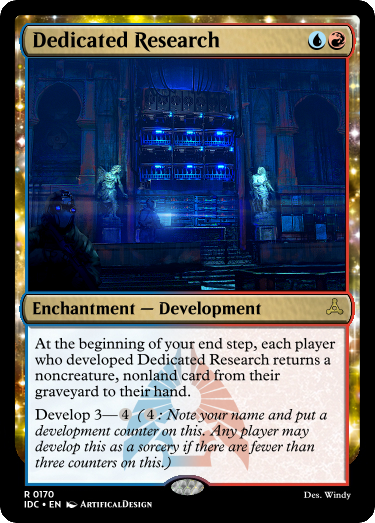 Dedicated Research
Enchantment — Development
At the beginning of your end step, each player
who developed Dedicated Research returns a
noncreature, nonland card from their
graveyard to their hand.
Develop 3— 4 (4: Note your name and put a
development counter on this. Any player may
develop this as a sorcery if there are fewer than
three counters on this.)
R 0170
Des. Windy
IDC • EN ArtificalDesign